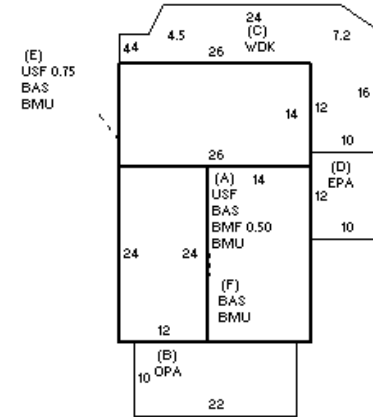 24
4.5
(C)
7.2
44
WDK
26
(E)
USF 0.75
BAS
BMU
16
14
12
10
26
(A)
14
(D)
EPA
USF
12
BAS
BMF 0.50
BMU
10
24
24
(F)
BAS
BMU
12
(B)
OPA
10
22